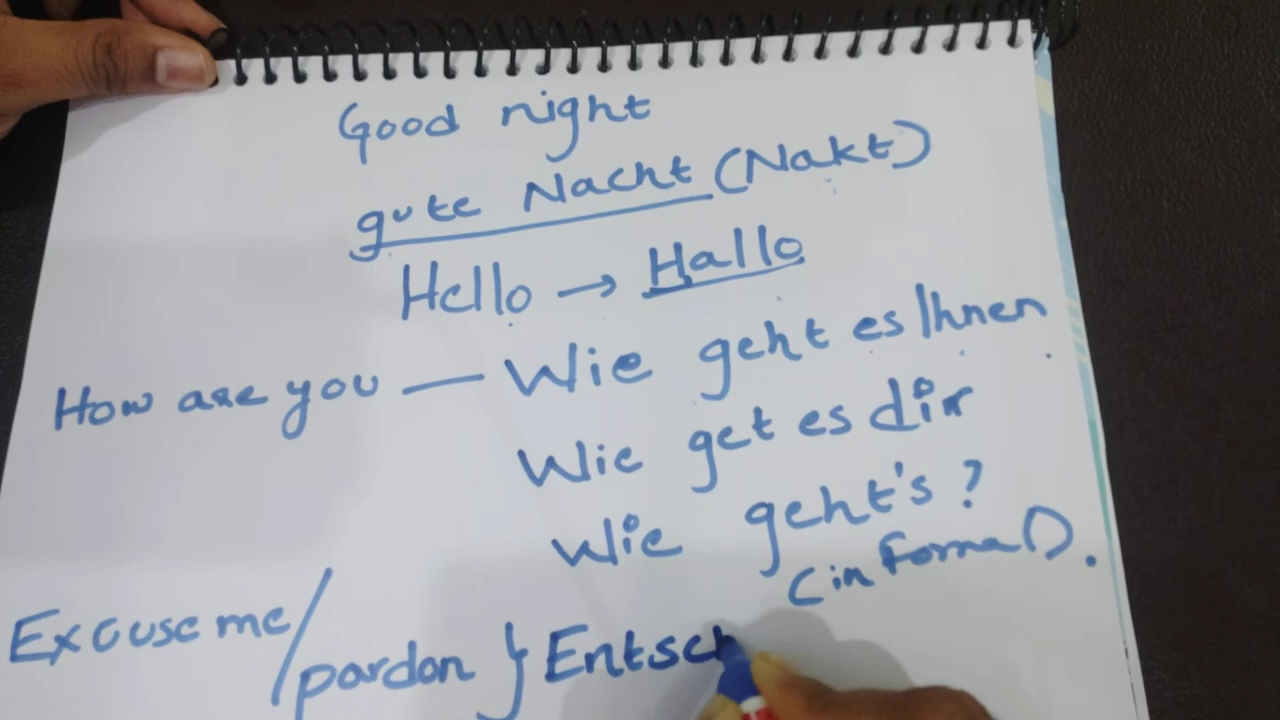 Good night
gute Nacht (Nakt)
Hello → Hallo
How are you — Wie geht es Ihnen
Wie get es dir
Wie geht's?
(informal).
Excuse me/
pardon } Entsch